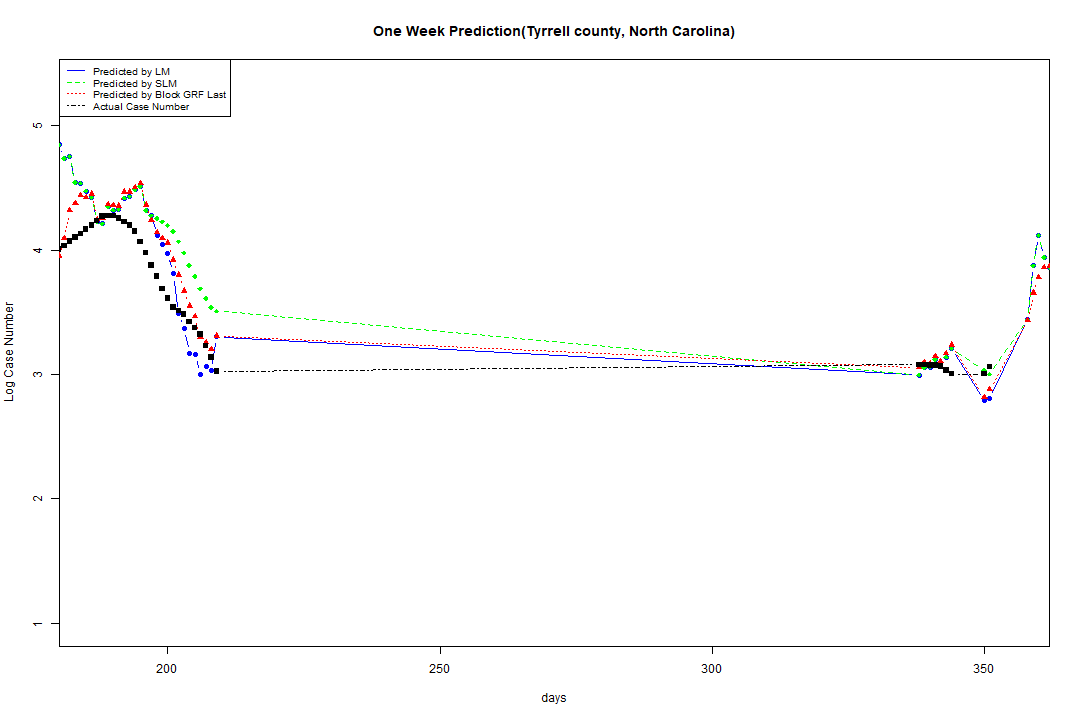 One Week Prediction(Tyrrell county, North Carolina)
Predicted by LM
Predicted by SLM
Predicted by Block GRF Last
Actual Case Number
5
4
3
2
1
Log Case Number
200
250
300
350
days